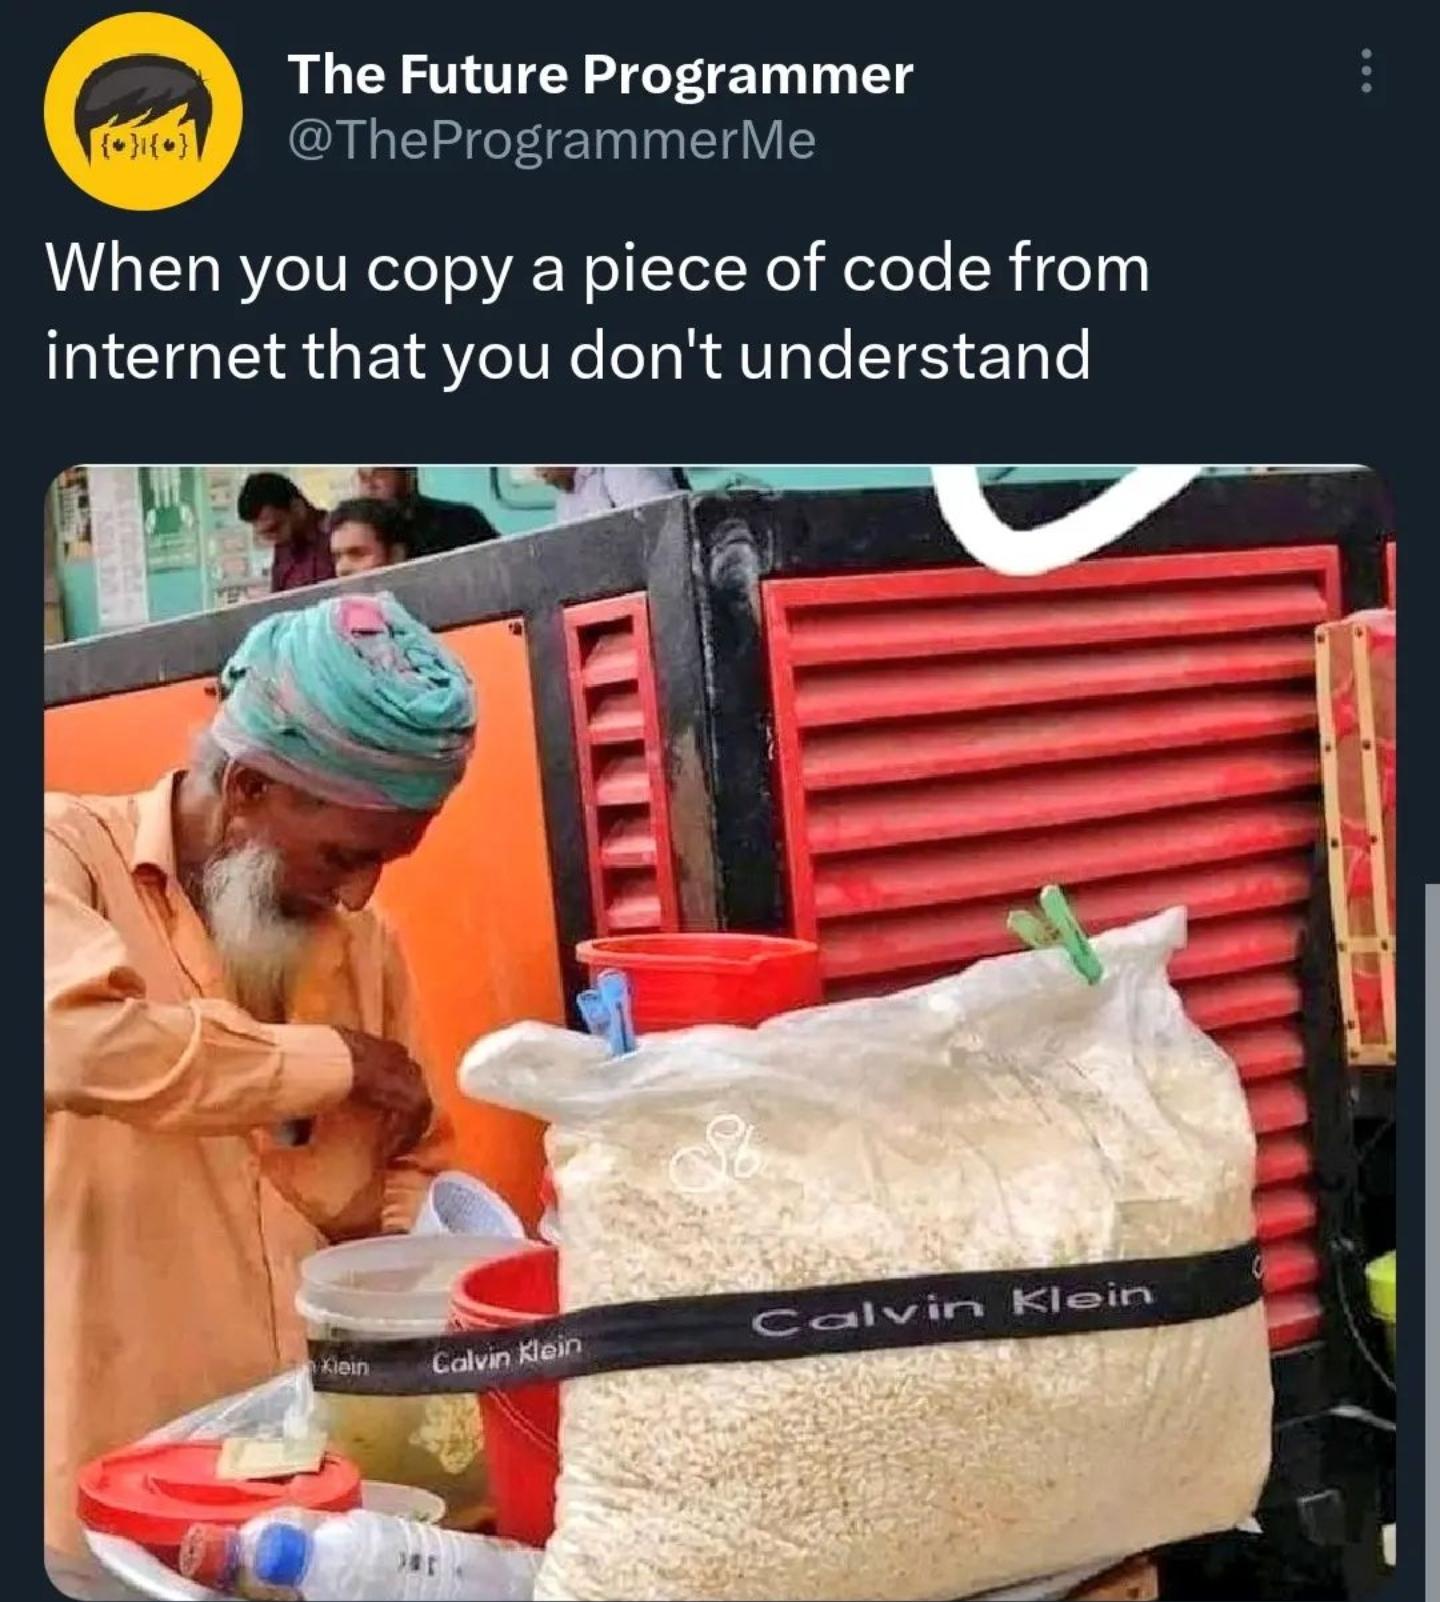 The Future Programmer
@TheProgrammerMe
When you copy a piece of code from
internet that you don't understand
Calvin Klein
Klein Calvin Klein